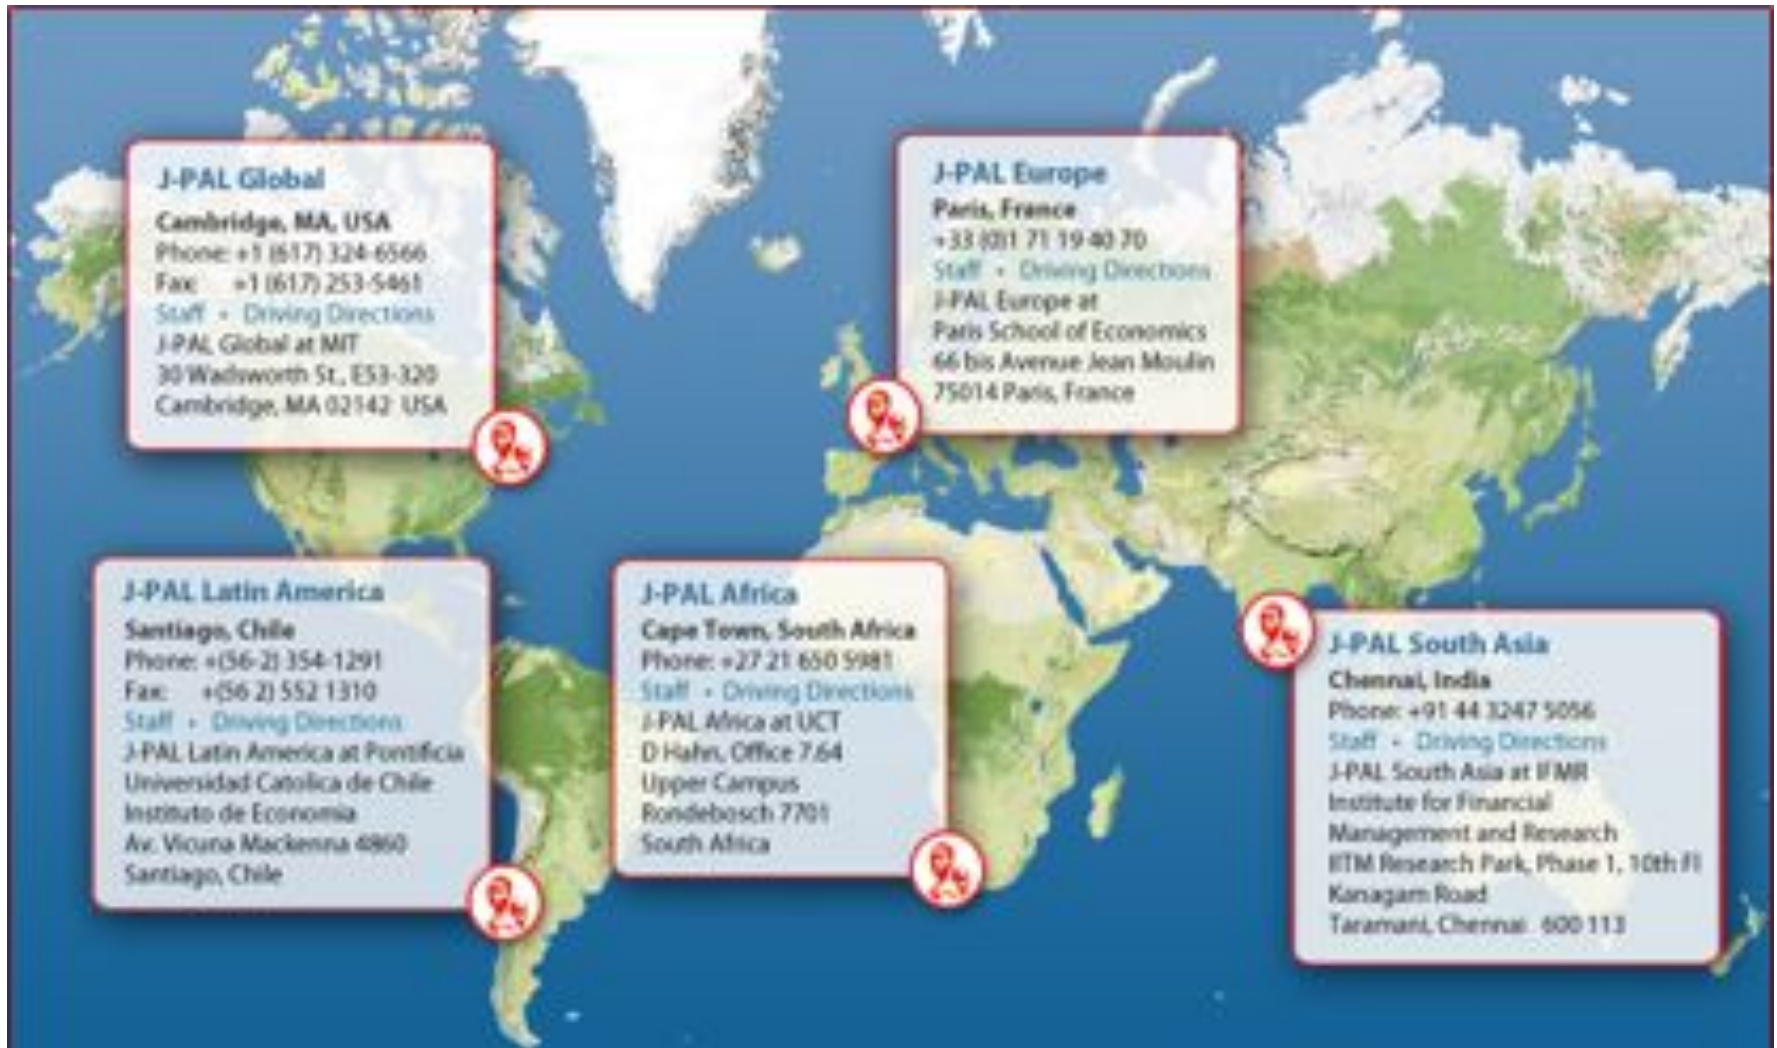 J-PAL Global
Cambridge, MA, USA
Phone: +1 (617) 324-6566
Fax: +1 (617) 253-5461
Staff • Driving Directions
J-PAL Global at MIT
30 Wadsworth St., E53-320
Cambridge, MA 02142 USA
J-PAL Europe
Paris, France
+33 (0)1 71 19 40 70
Staff • Driving Directions
J-PAL Europe at
Paris School of Economics
66 bis Avenue Jean Moulin
75014 Paris, France
J-PAL Latin America
Santiago, Chile
Phone: +(56-2) 354-1291
Fax: +(56 2) 552 1310
Staff • Driving Directions
J-PAL Latin America at Pontificia
Universidad Catolica de Chile
Instituto de Economia
Av. Vicuna Mackenna 4860
Santiago, Chile
J-PAL Africa
Cape Town, South Africa
Phone: +27 21 650 5981
Staff • Driving Directions
J-PAL Africa at UCT
D Hahn, Office 7.64
Upper Campus
Rondebosch 7701
South Africa
J-PAL South Asia
Chennai, India
Phone: +91 44 3247 5056
Staff • Driving Directions
J-PAL South Asia at IFMR
Institute for Financial
Management and Research
IITM Research Park, Phase 1, 10th Fl
Kanagam Road
Taramani, Chennai 600 113